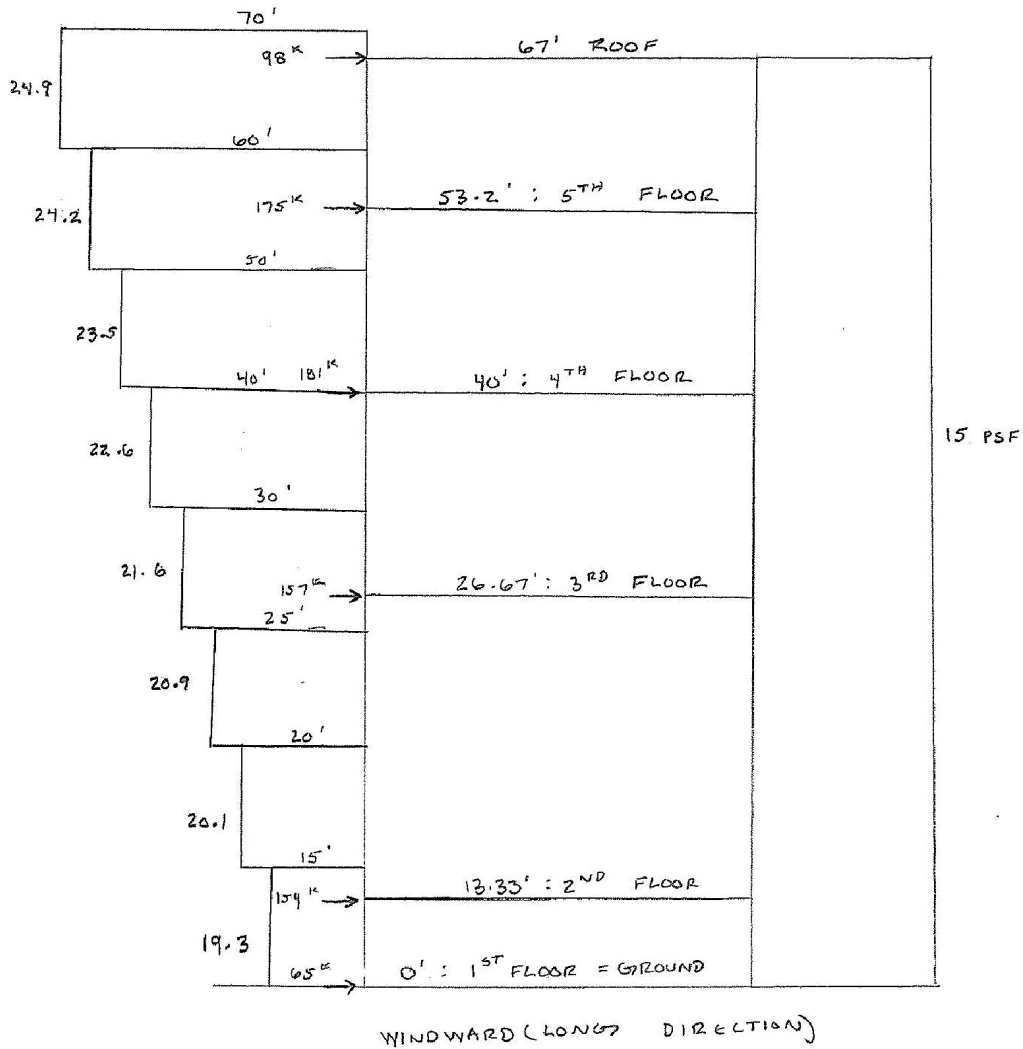 70'
98ᴷ
67' ROOF
24.9
60'
175ᴷ
53.2' : 5ᵀᴴ FLOOR
24.2
50'
23.5
40'
181ᴷ
40' : 4ᵀᴴ FLOOR
15 PSF
22.6
30'
21.6
157ᴷ
26.67' : 3ᴿᴰ FLOOR
25'
20.9
20'
20.1
15'
154ᴷ
13.33' : 2ᴺᴰ FLOOR
19.3
65ᴷ
0' : 1ˢᵀ FLOOR = GROUND
WINDWARD (LONG DIRECTION)